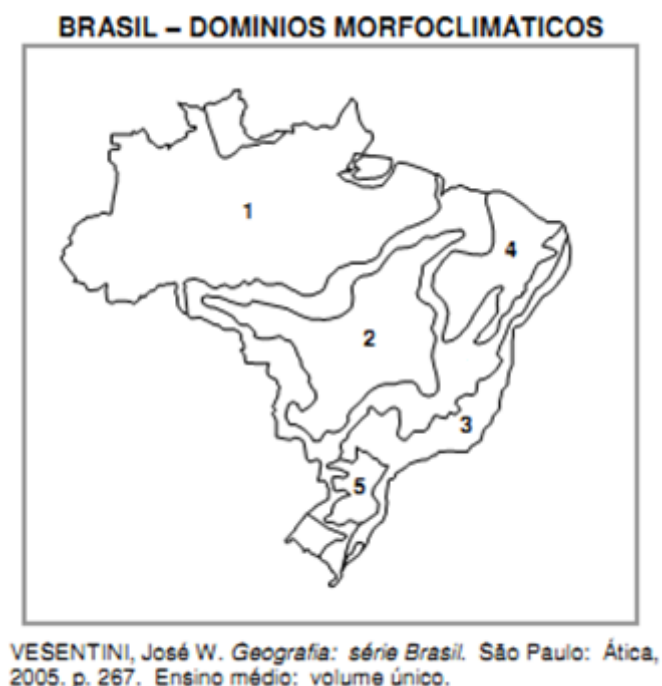 BRASIL – DOMINIOS MORFOCLIMATICOS
1
4
2
3
5
VESENTINI, José W. Geografia: série Brasil. São Paulo: Ática,
2005. p. 267. Ensino médio: volume único.